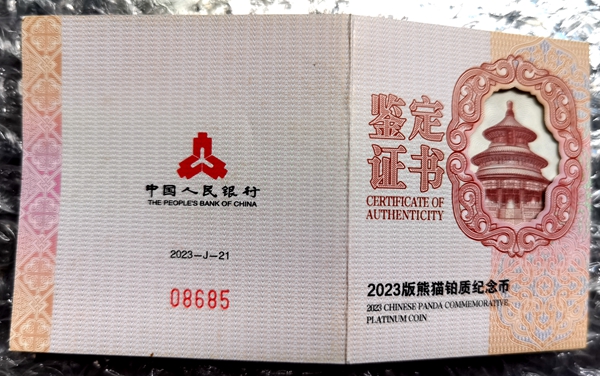 中国人民银行
THE PEOPLE'S BANK OF CHINA
2023－J－21
08685
鉴定
证书
CERTIFICATE OF
AUTHENTICITY
2023版熊猫铂质纪念币
2023 CHINESE PANDA COMMEMORATIVE
PLATINUM COIN